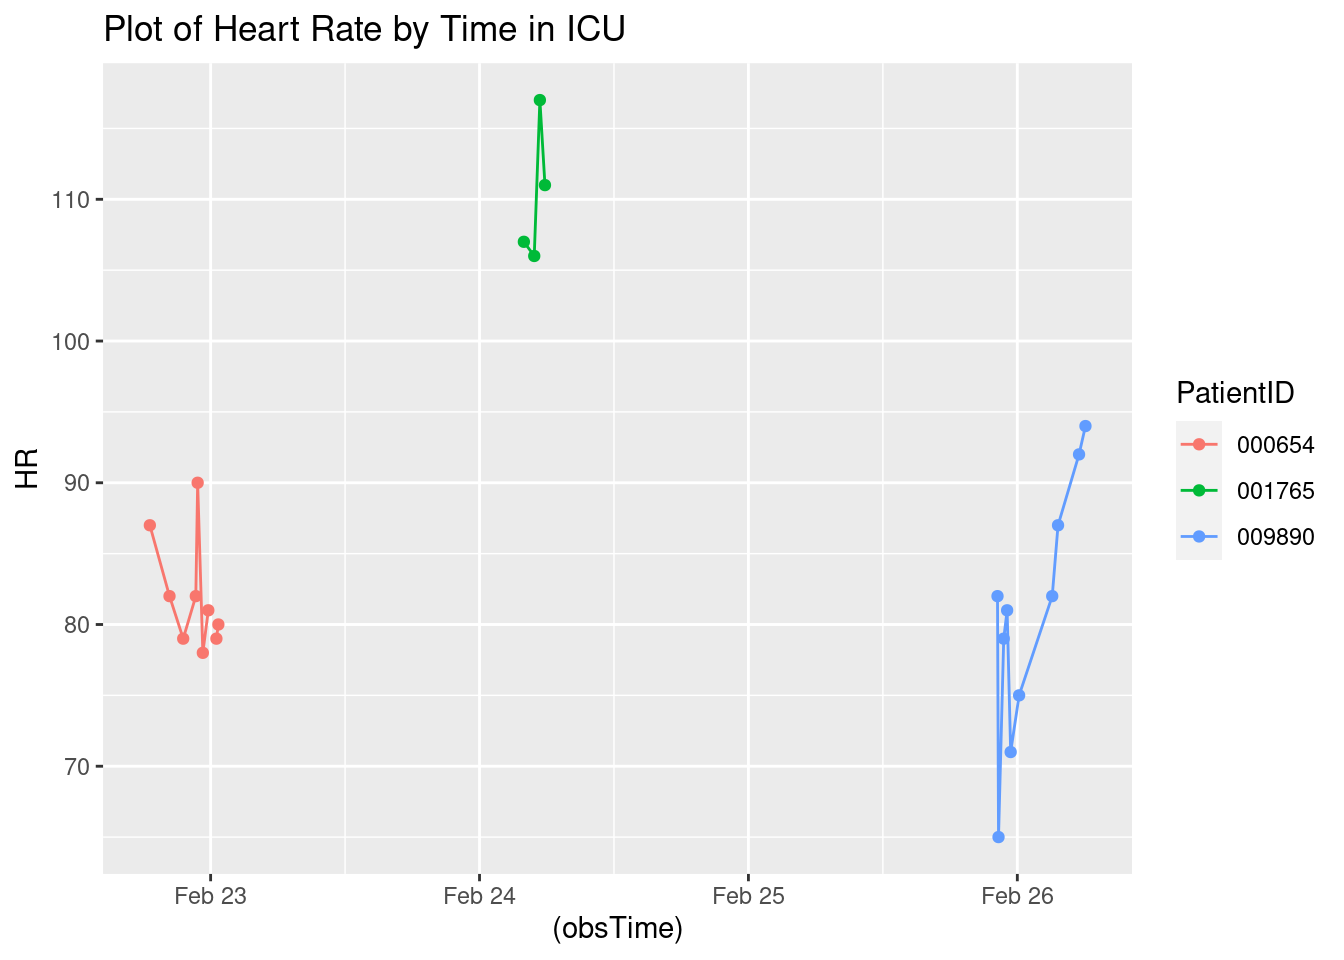 Plot of Heart Rate by Time in ICU
HR
110
100
90
80
70
Feb 23
Feb 24
Feb 25
Feb 26
(obsTime)
PatientID
000654
001765
009890